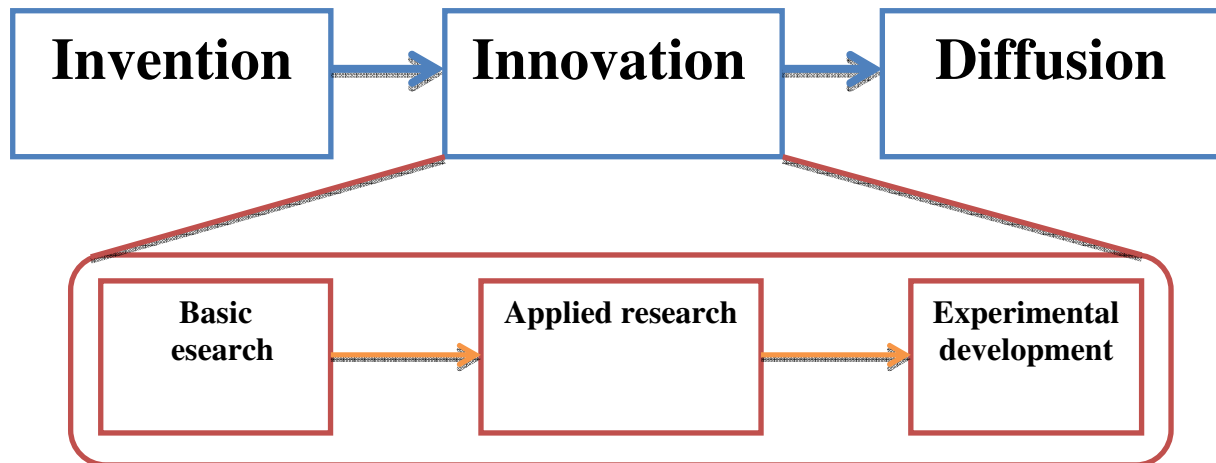 Invention
Innovation
Diffusion
Basic
esearch
Applied research
Experimental
development